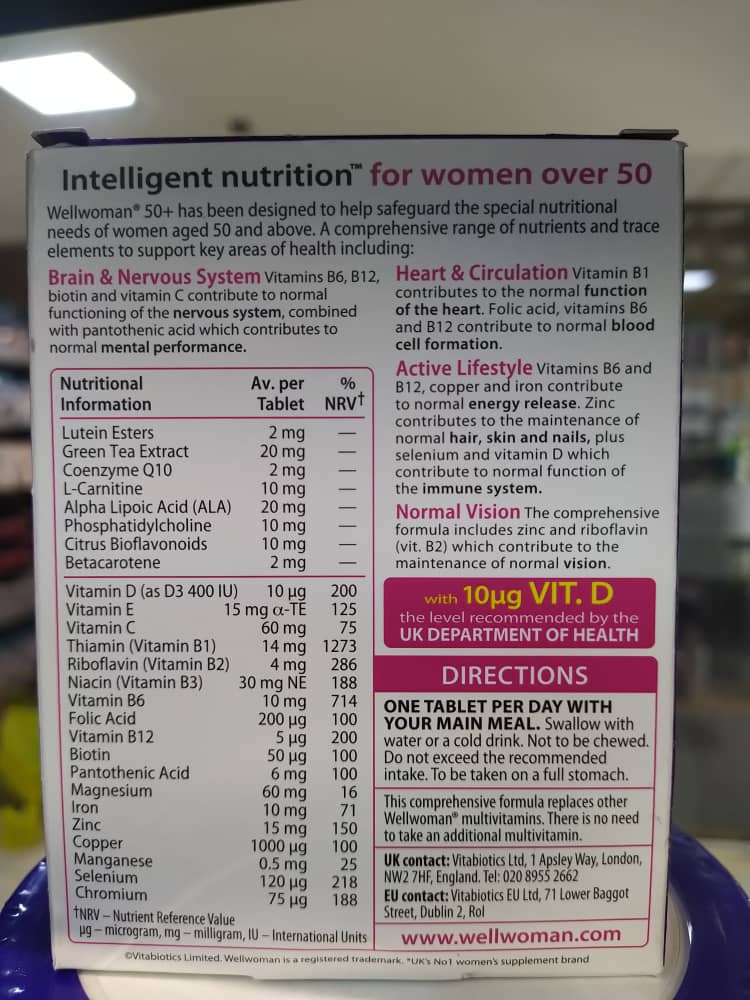 Intelligent nutrition™ for women over 50
Wellwoman® 50+ has been designed to help safeguard the special nutritional
needs of women aged 50 and above. A comprehensive range of nutrients and trace
elements to support key areas of health including:
Brain & Nervous System Vitamins B6, B12,
biotin and vitamin C contribute to normal
functioning of the nervous system, combined
with pantothenic acid which contributes to
normal mental performance.
Nutritional Av. per %
Information Tablet NRV†
Lutein Esters 2 mg —
Green Tea Extract 20 mg —
Coenzyme Q10 2 mg —
L-Carnitine 10 mg —
Alpha Lipoic Acid (ALA) 20 mg —
Phosphatidylcholine 10 mg —
Citrus Bioflavonoids 10 mg —
Betacarotene 2 mg —
Vitamin D (as D3 400 IU) 10 µg 200
Vitamin E 15 mg α-TE 125
Vitamin C 60 mg 75
Thiamin (Vitamin B1) 14 mg 1273
Riboflavin (Vitamin B2) 4 mg 286
Niacin (Vitamin B3) 30 mg NE 188
Vitamin B6 10 mg 714
Folic Acid 200 µg 100
Vitamin B12 5 µg 200
Biotin 50 µg 100
Pantothenic Acid 6 mg 100
Magnesium 60 mg 16
Iron 10 mg 71
Zinc 15 mg 150
Copper 1000 µg 100
Manganese 0.5 mg 25
Selenium 120 µg 218
Chromium 75 µg 188
†NRV – Nutrient Reference Value
µg – microgram, mg – milligram, IU – International Units
Heart & Circulation Vitamin B1
contributes to the normal function
of the heart. Folic acid, vitamins B6
and B12 contribute to normal blood
cell formation.
Active Lifestyle Vitamins B6 and
B12, copper and iron contribute
to normal energy release. Zinc
contributes to the maintenance of
normal hair, skin and nails, plus
selenium and vitamin D which
contribute to normal function of
the immune system.
Normal Vision The comprehensive
formula includes zinc and riboflavin
(vit. B2) which contribute to the
maintenance of normal vision.
with 10µg VIT. D
the level recommended by the
UK DEPARTMENT OF HEALTH
DIRECTIONS
ONE TABLET PER DAY WITH
YOUR MAIN MEAL. Swallow with
water or a cold drink. Not to be chewed.
Do not exceed the recommended
intake. To be taken on a full stomach.
This comprehensive formula replaces other
Wellwoman® multivitamins. There is no need
to take an additional multivitamin.
UK contact: Vitabiotics Ltd, 1 Apsley Way, London,
NW2 7HF, England. Tel: 020 8955 2662
EU contact: Vitabiotics EU Ltd, 71 Lower Baggot
Street, Dublin 2, RoI
www.wellwoman.com
©Vitabiotics Limited. Wellwoman is a registered trademark. *UK's No1 women's supplement brand